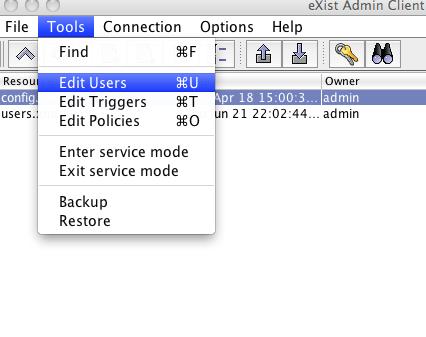 eXist Admin Client
File Tools Connection Options Help
Find ⌘F
Resou Owner
Edit Users ⌘U
config. Apr 18 15:00:3... admin
Edit Triggers ⌘T
users.x un 21 22:02:44... admin
Edit Policies ⌘O
Enter service mode
Exit service mode
Backup
Restore